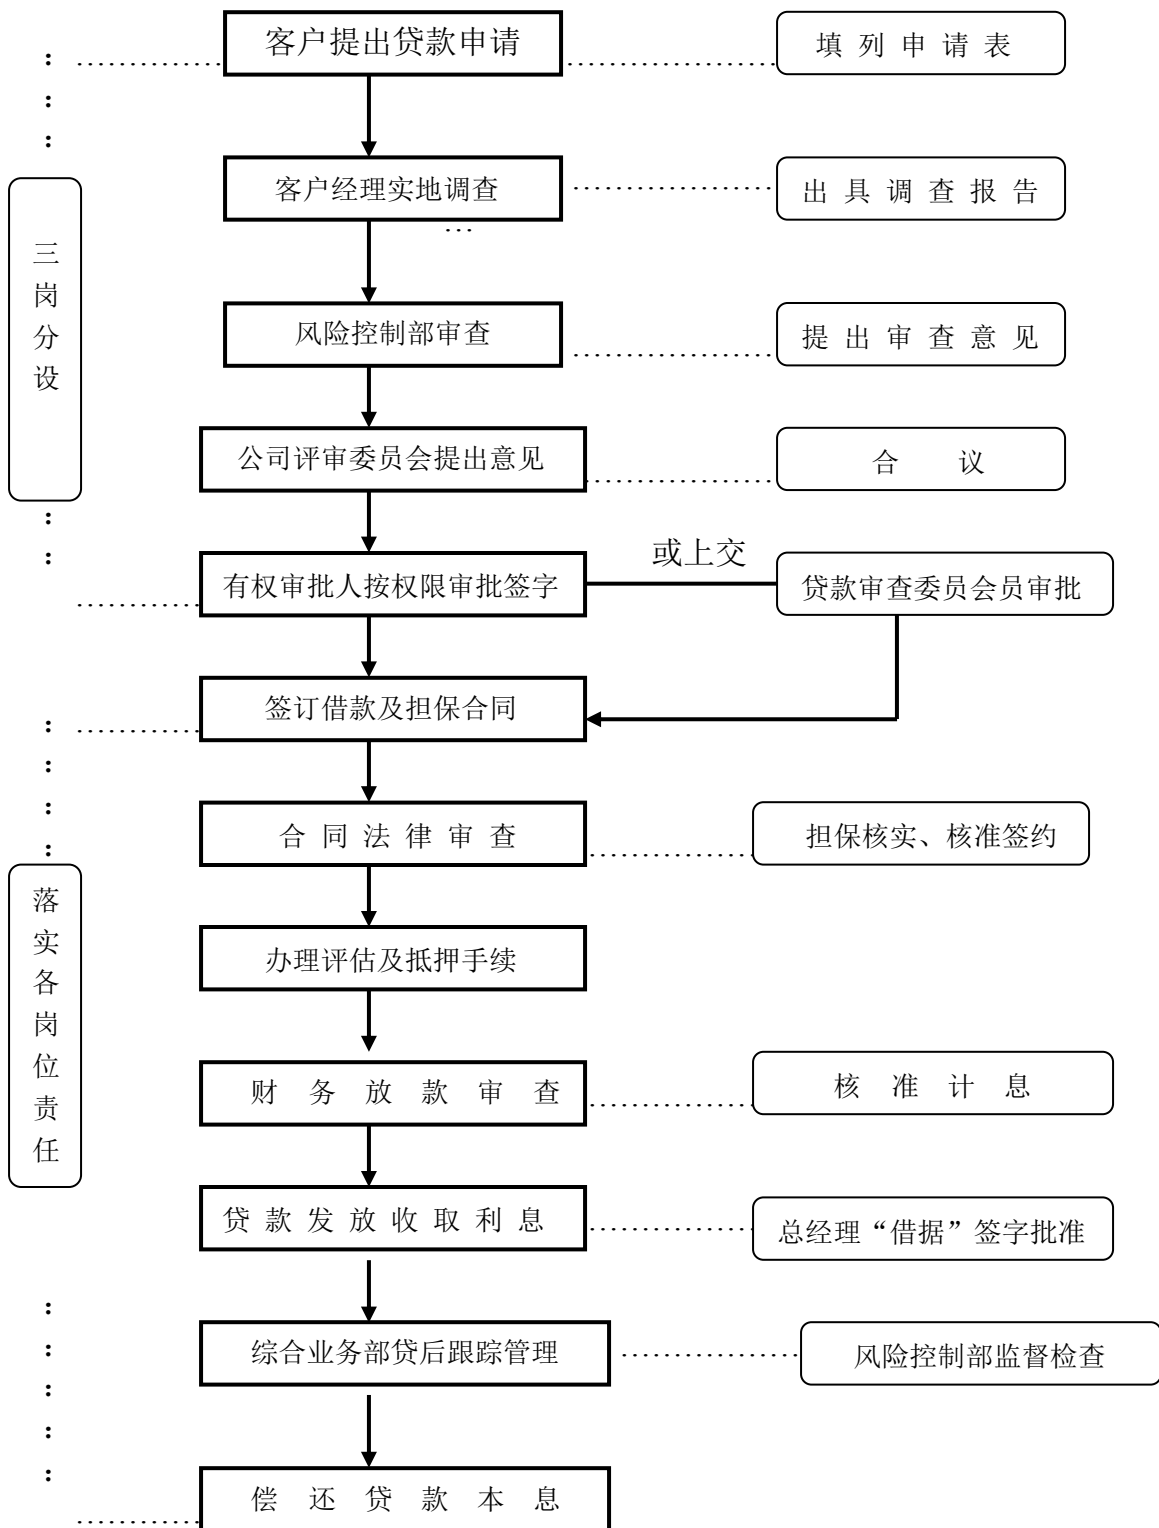 客户提出贷款申请
填列申请表
客户经理实地调查
出具调查报告
三岗分设
风险控制部审查
提出审查意见
公司评审委员会提出意见
合议
或上交
有权审批人按权限审批签字
贷款审查委员会员审批
签订借款及担保合同
合同法律审查
担保核实、核准签约
落实各岗位责任
办理评估及抵押手续
财务放款审查
核准计息
贷款发放收取利息
总经理“借据”签字批准
综合业务部贷后跟踪管理
风险控制部监督检查
偿还贷款本息